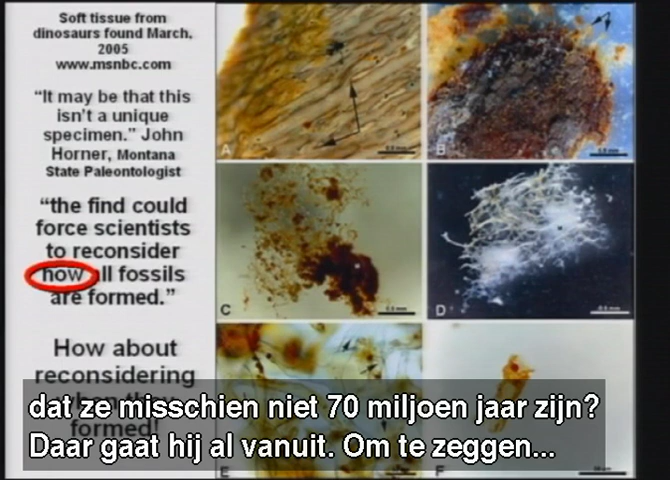 Soft tissue from
dinosaurs found March,
2005
www.msnbc.com
“It may be that this
isn’t a unique
specimen.” John
Horner, Montana
State Paleontologist
“the find could
force scientists
to reconsider
how all fossils
are formed.”
How about
reconsidering
formed!
A
B
C
D
E
F
dat ze misschien niet 70 miljoen jaar zijn?
Daar gaat hij al vanuit. Om te zeggen...